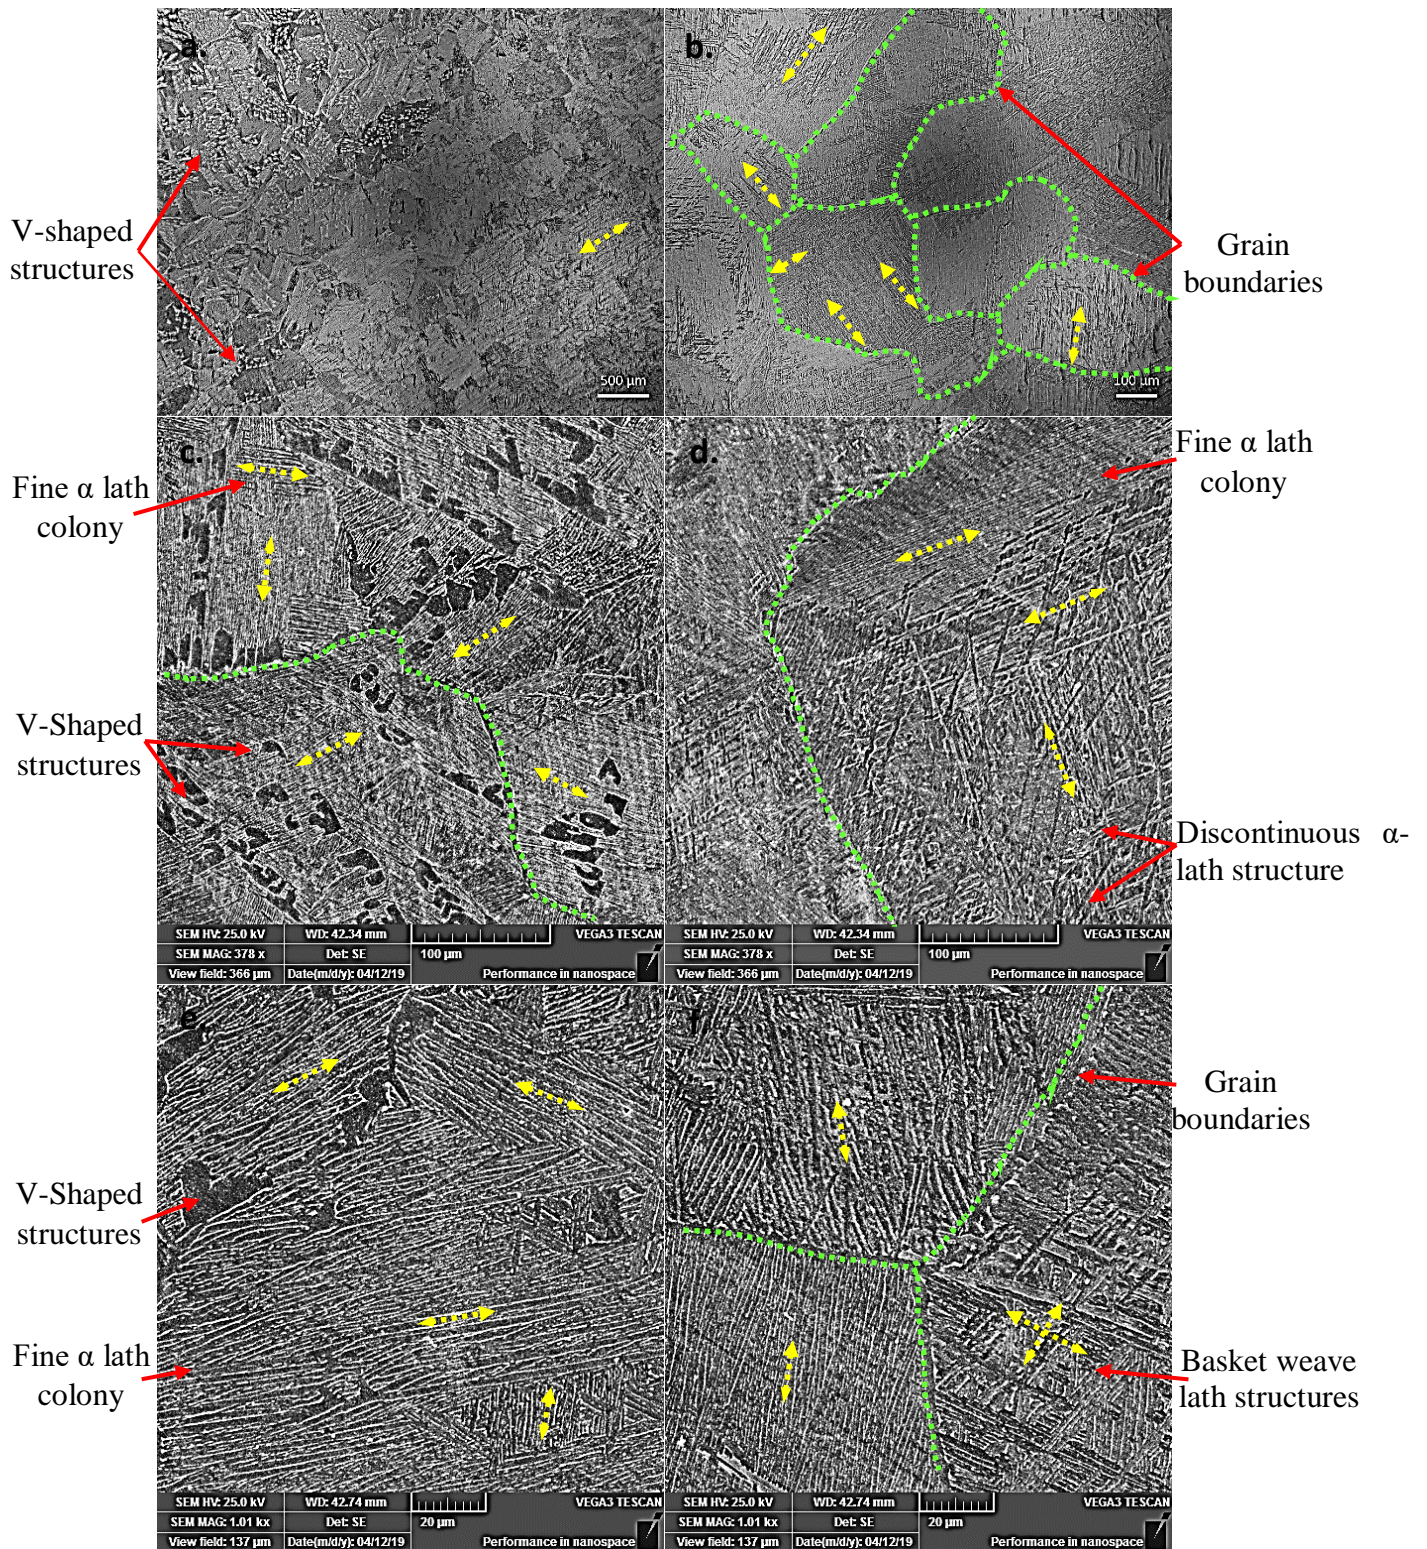 a.
b.
V-shaped
structures
Grain
boundaries
500 µm
100 µm
c.
d.
Fine α lath
colony
Fine α lath
colony
V-Shaped
structures
Discontinuous α-
lath structure
SEM HV: 25.0 kV WD: 42.34 mm VEGA3 TESCAN
SEM MAG: 378 x Det: SE 100 µm
View field: 366 µm Date(m/d/y): 04/12/19 Performance in nanospace
SEM HV: 25.0 kV WD: 42.34 mm VEGA3 TESCAN
SEM MAG: 378 x Det: SE 100 µm
View field: 366 µm Date(m/d/y): 04/12/19 Performance in nanospace
e.
f.
Grain
boundaries
V-Shaped
structures
Fine α lath
colony
Basket weave
lath structures
SEM HV: 25.0 kV WD: 42.74 mm VEGA3 TESCAN
SEM MAG: 1.01 kx Det: SE 20 µm
View field: 137 µm Date(m/d/y): 04/12/19 Performance in nanospace
SEM HV: 25.0 kV WD: 42.74 mm VEGA3 TESCAN
SEM MAG: 1.01 kx Det: SE 20 µm
View field: 137 µm Date(m/d/y): 04/12/19 Performance in nanospace